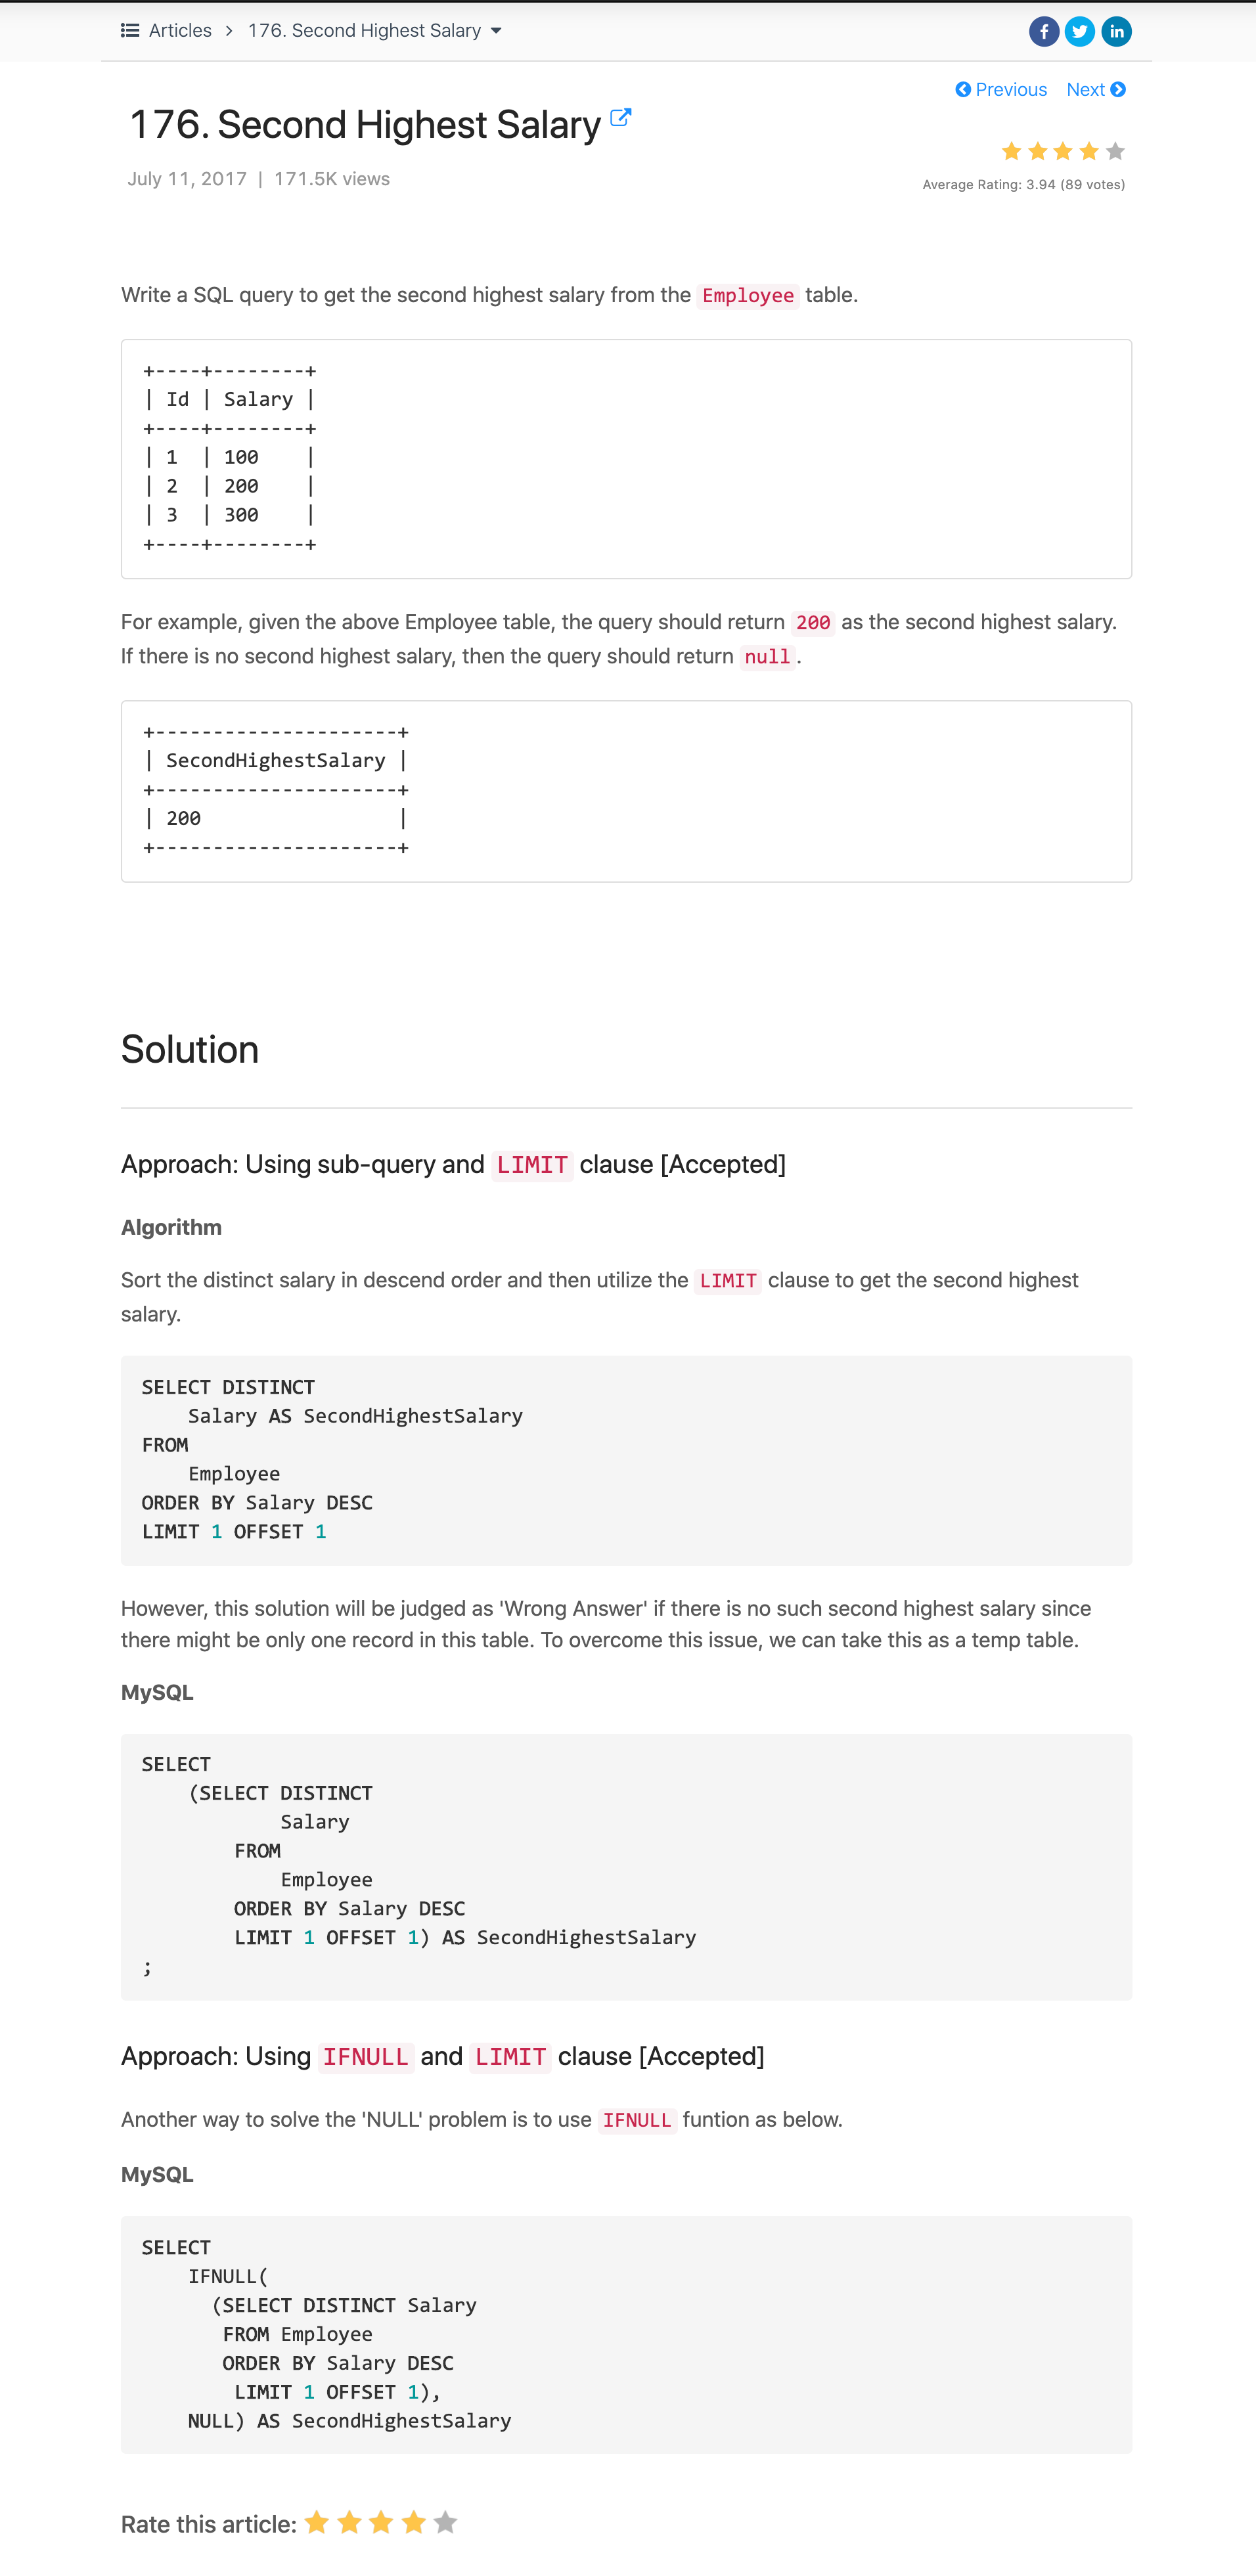 Articles > 176. Second Highest Salary
Previous Next
176. Second Highest Salary
July 11, 2017 | 171.5K views
Average Rating: 3.94 (89 votes)
Write a SQL query to get the second highest salary from the Employee table.
+----+--------+
| Id | Salary |
+----+--------+
| 1  | 100    |
| 2  | 200    |
| 3  | 300    |
+----+--------+
For example, given the above Employee table, the query should return 200 as the second highest salary.
If there is no second highest salary, then the query should return null.
+---------------------+
| SecondHighestSalary |
+---------------------+
| 200                 |
+---------------------+
Solution
Approach: Using sub-query and LIMIT clause [Accepted]
Algorithm
Sort the distinct salary in descend order and then utilize the LIMIT clause to get the second highest
salary.
SELECT DISTINCT
    Salary AS SecondHighestSalary
FROM
    Employee
ORDER BY Salary DESC
LIMIT 1 OFFSET 1
However, this solution will be judged as 'Wrong Answer' if there is no such second highest salary since
there might be only one record in this table. To overcome this issue, we can take this as a temp table.
MySQL
SELECT
    (SELECT DISTINCT
            Salary
        FROM
            Employee
        ORDER BY Salary DESC
        LIMIT 1 OFFSET 1) AS SecondHighestSalary
;
Approach: Using IFNULL and LIMIT clause [Accepted]
Another way to solve the 'NULL' problem is to use IFNULL funtion as below.
MySQL
SELECT
    IFNULL(
      (SELECT DISTINCT Salary
       FROM Employee
       ORDER BY Salary DESC
        LIMIT 1 OFFSET 1),
    NULL) AS SecondHighestSalary
Rate this article: